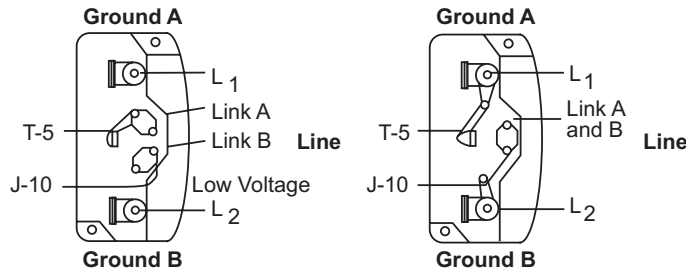 Ground A
L1
Link A
T-5
Link B
Line
J-10
Low Voltage
L2
Ground B
Ground A
L1
Link A
and B
T-5
Line
J-10
L2
Ground B